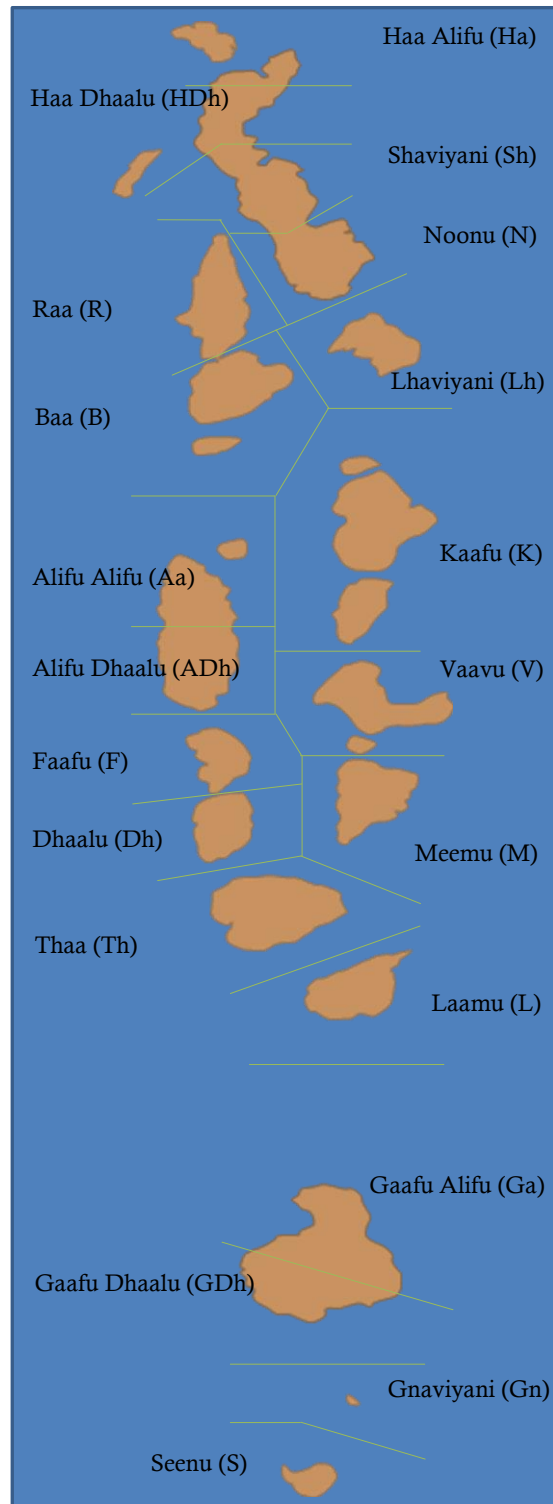 Haa Alifu (Ha)
Haa Dhaalu (HDh)
Shaviyani (Sh)
Noonu (N)
Raa (R)
Lhaviyani (Lh)
Baa (B)
Kaafu (K)
Alifu Alifu (Aa)
Alifu Dhaalu (ADh)
Vaavu (V)
Faafu (F)
Dhaalu (Dh)
Meemu (M)
Thaa (Th)
Laamu (L)
Gaafu Alifu (Ga)
Gaafu Dhaalu (GDh)
Gnaviyani (Gn)
Seenu (S)